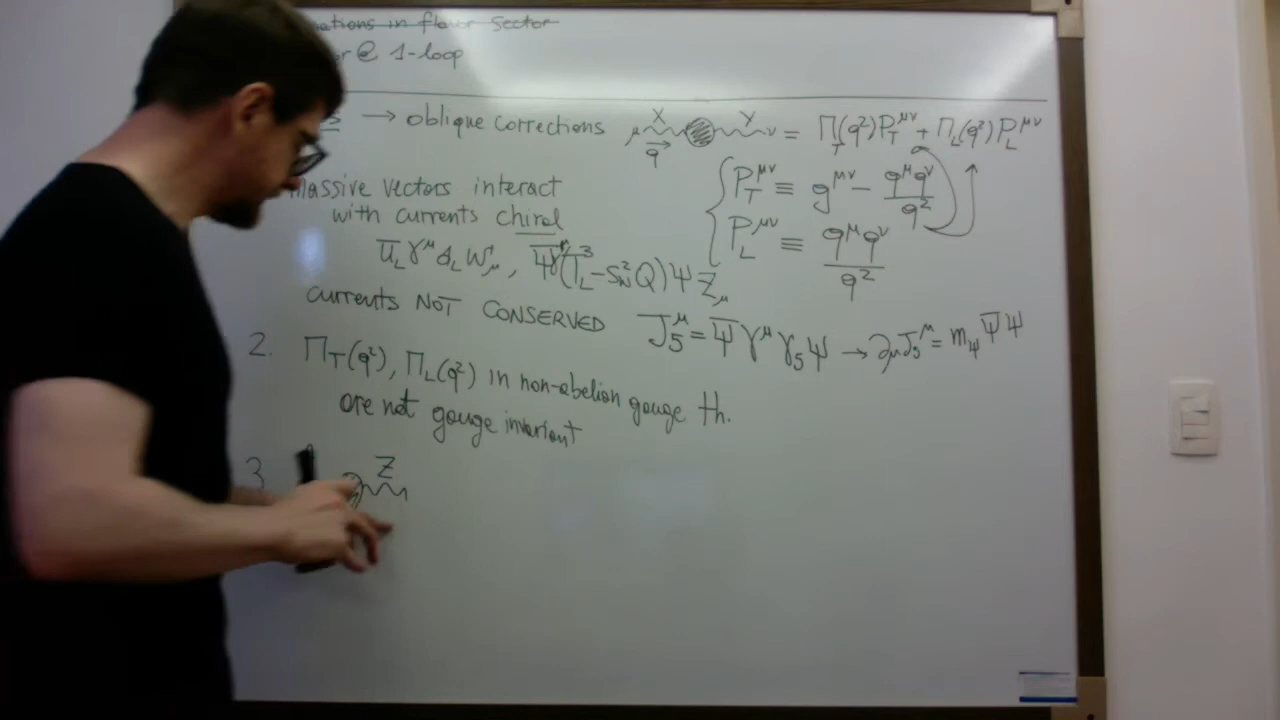 ations in flavor sector
r @ 1-loop
→ oblique corrections
X Y
μ ν = Π_T(q²)P_T^{μν} + Π_L(q²)P_L^{μν}
q
massive vectors interact
with currents chiral
P_T^{μν} ≡ g^{μν} - q^μq^ν/q²
P_L^{μν} ≡ q^μq^ν/q²
ū_L γ^μ d_L W_μ^+, Ψ̄γ^μ(T_L^3 - s_W^2 Q)Ψ Z_μ
currents NOT CONSERVED J_5^μ = Ψ̄γ^μγ_5Ψ → ∂_μJ_5^μ = m_Ψ Ψ̄Ψ
2. Π_T(q²), Π_L(q²) in non-abelian gauge th.
are not gauge invariant
3
Z